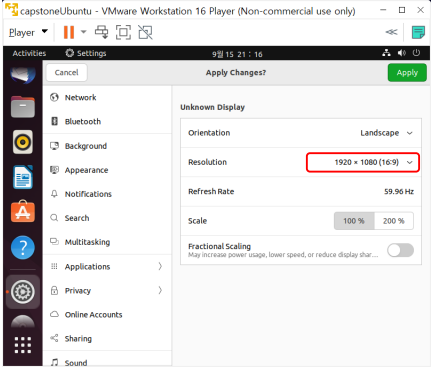 capstoneUbuntu - VMware Workstation 16 Player (Non-commercial use only)
Player
Activities Settings 9월 15 21 : 16
Cancel Apply Changes? Apply
Network
Bluetooth
Background
Appearance
Notifications
Search
Multitasking
Applications
Privacy
Online Accounts
Sharing
Sound
Unknown Display
Orientation Landscape
Resolution 1920 × 1080 (16:9)
Refresh Rate 59.96 Hz
Scale 100 % 200 %
Fractional Scaling
May increase power usage, lower speed, or reduce display shar…